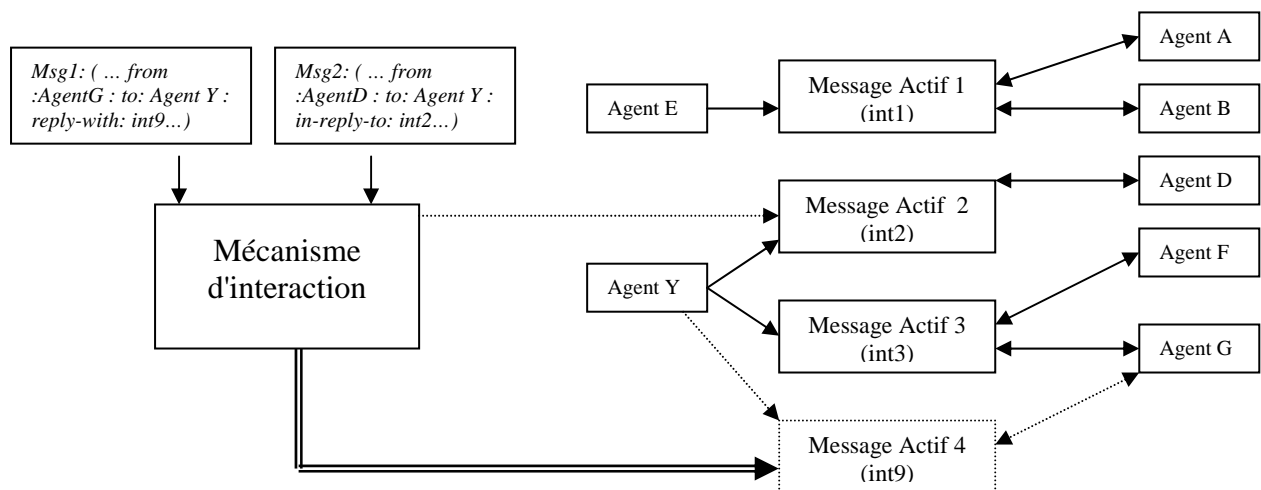 Msg1: ( … from
:AgentG : to: Agent Y :
reply-with: int9…)
Msg2: ( … from
:AgentD : to: Agent Y :
in-reply-to: int2…)
Mécanisme
d'interaction
Agent E
Agent Y
Message Actif 1
(int1)
Message Actif  2
(int2)
Message Actif 3
(int3)
Message Actif 4
(int9)
Agent A
Agent B
Agent D
Agent F
Agent G